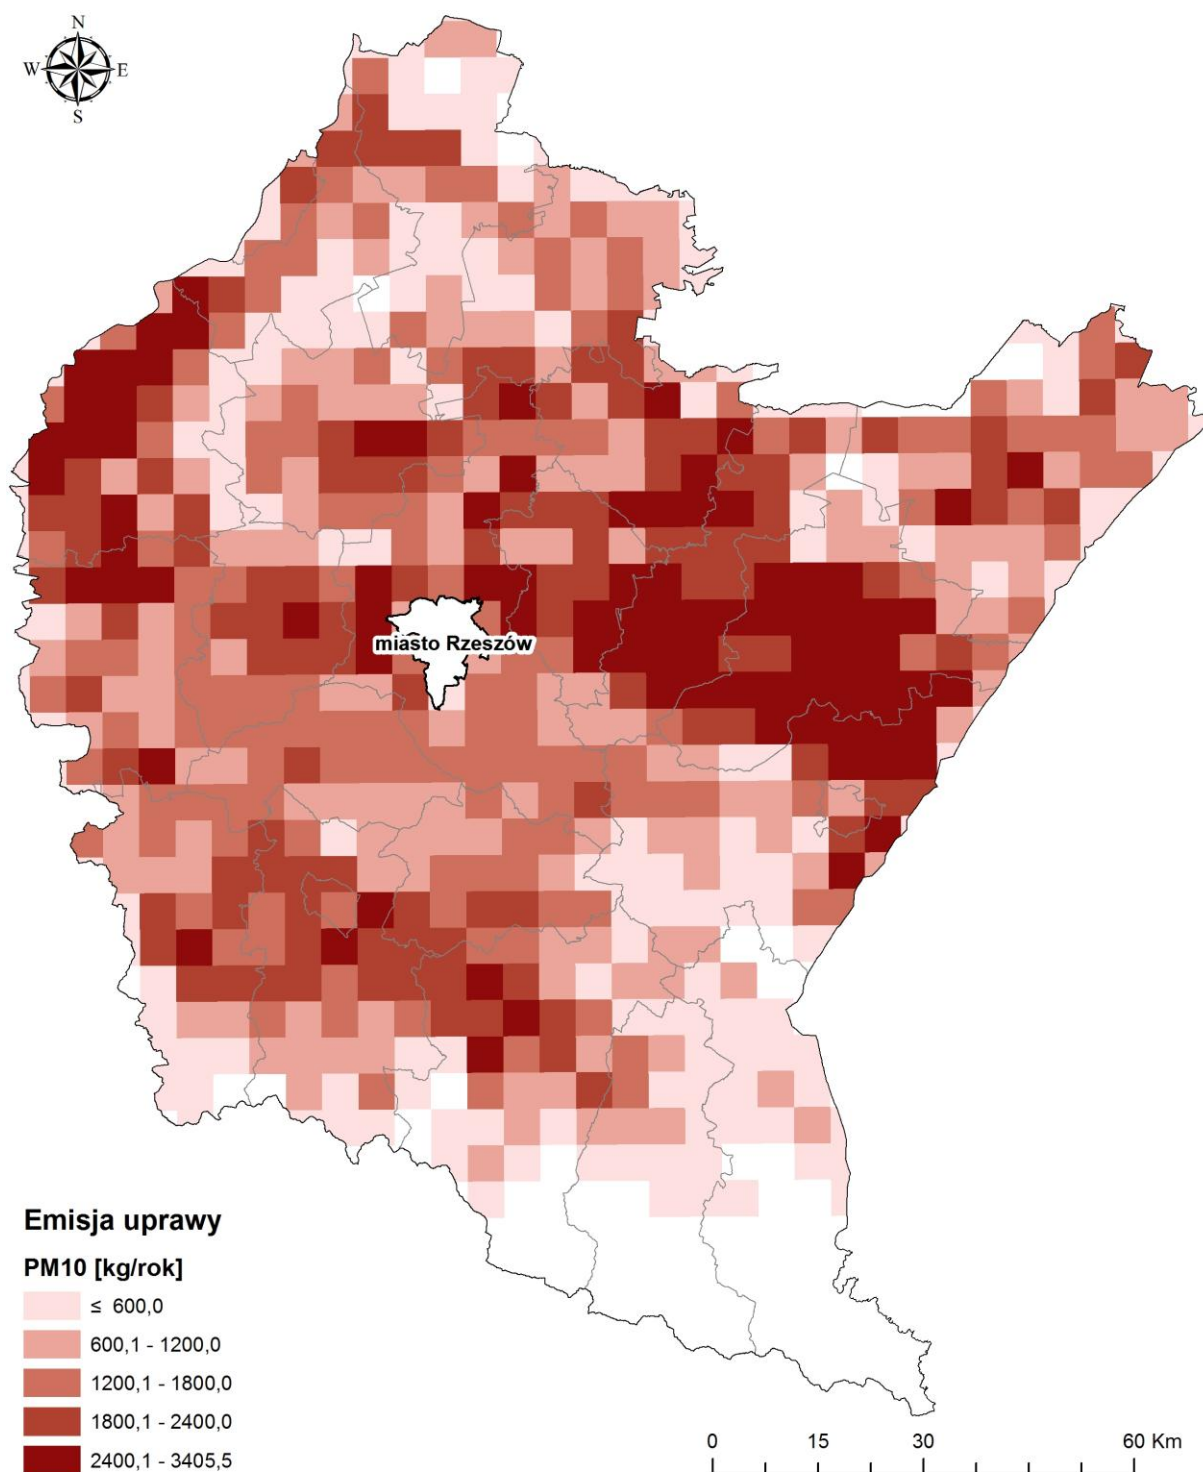 N
W E
S
miasto Rzeszów
Emisja uprawy
PM10 [kg/rok]
≤ 600,0
600,1 - 1200,0
1200,1 - 1800,0
1800,1 - 2400,0
2400,1 - 3405,5
0 15 30 60 Km